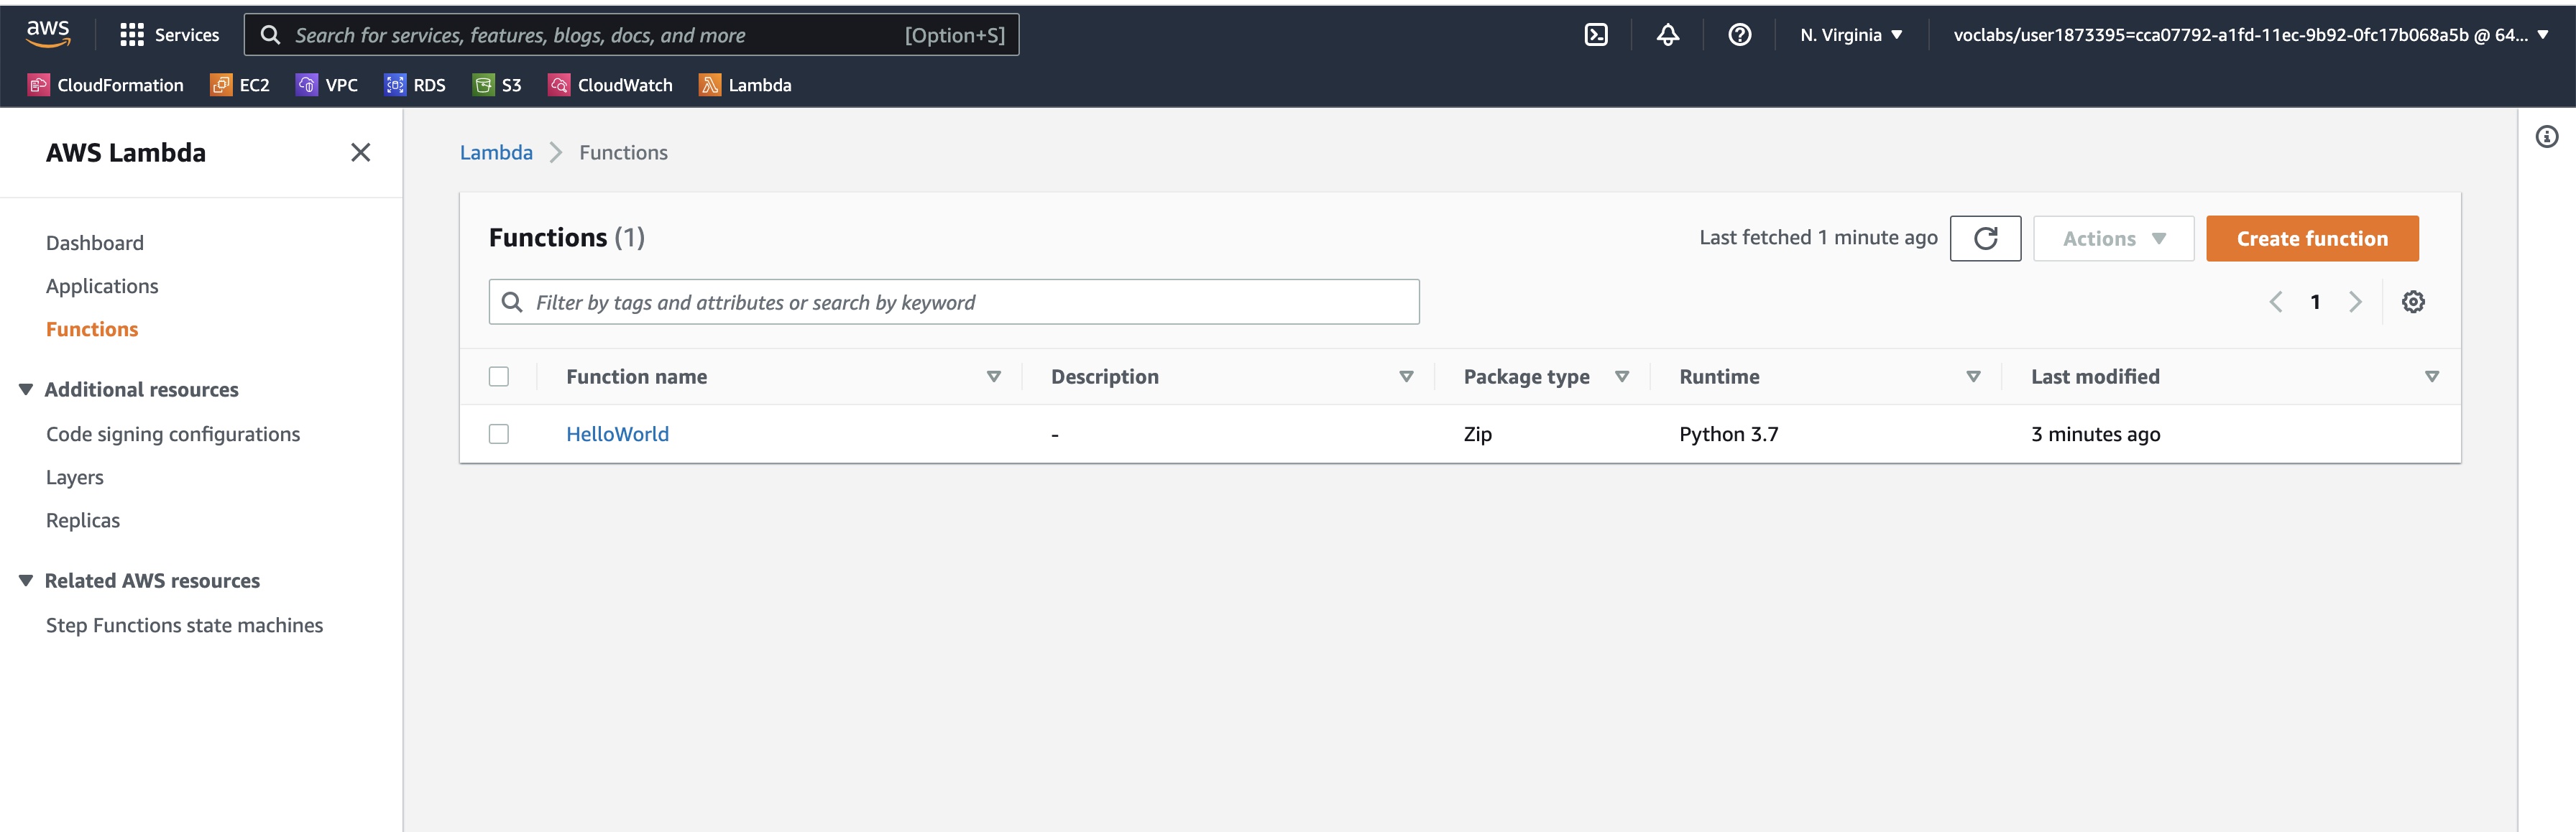 aws Services Search for services, features, blogs, docs, and more [Option+S] N. Virginia voclabs/user1873395=cca07792-a1fd-11ec-9b92-0fc17b068a5b @ 64...
CloudFormation EC2 VPC RDS S3 CloudWatch Lambda
AWS Lambda
Dashboard
Applications
Functions
Additional resources
Code signing configurations
Layers
Replicas
Related AWS resources
Step Functions state machines
Lambda Functions
Functions (1) Last fetched 1 minute ago Actions Create function
Filter by tags and attributes or search by keyword 1
Function name Description Package type Runtime Last modified
HelloWorld - Zip Python 3.7 3 minutes ago